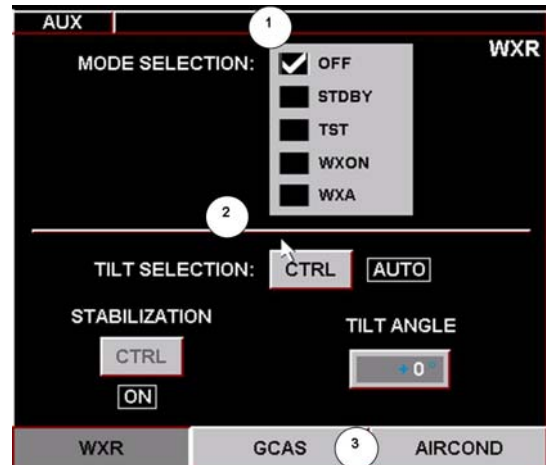 AUX
1
WXR
MODE SELECTION:
OFF
STDBY
TST
WXON
WXA
2
TILT SELECTION: CTRL AUTO
STABILIZATION
CTRL
ON
TILT ANGLE
+0°
WXR GCAS 3 AIRCOND